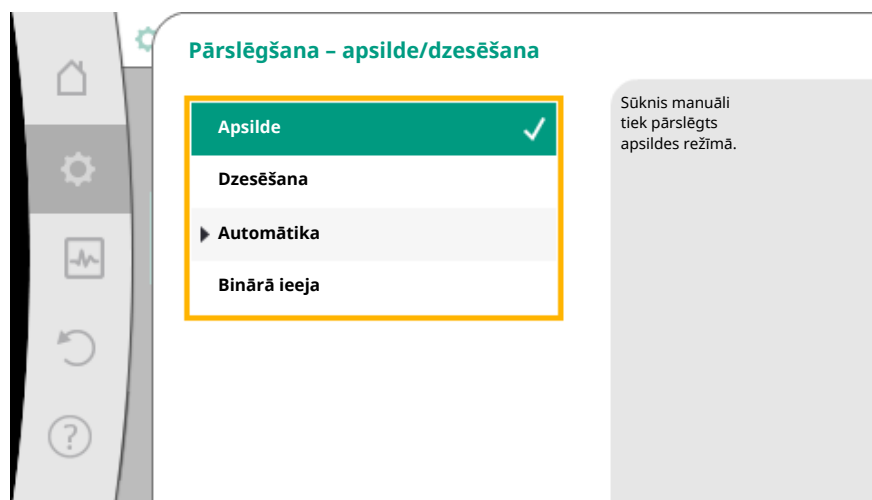 Pārslēgšana – apsilde/dzesēšana
Apsilde
Dzesēšana
Automātika
Binārā ieeja
Sūknis manuāli
tiek pārslēgts
apsildes režīmā.